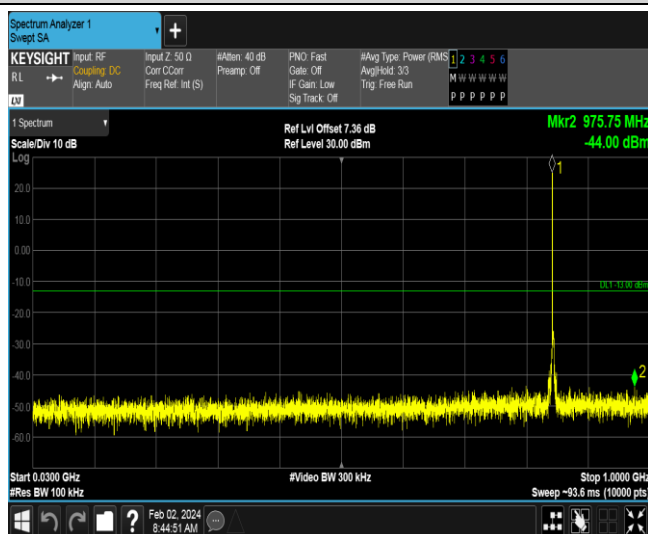 Spectrum Analyzer 1
Swept SA
KEYSIGHT
RL
LXI
Input: RF
Coupling: DC
Align: Auto
Input Z: 50 Ω
Corr CCorr
Freq Ref: Int (S)
#Atten: 40 dB
Preamp: Off
PNO: Fast
Gate: Off
IF Gain: Low
Sig Track: Off
#Avg Type: Power (RMS
Avg|Hold: 3/3
Trig: Free Run
1 2 3 4 5 6
M W W W W W
P P P P P P
1 Spectrum
Scale/Div 10 dB
Log
Ref Lvl Offset 7.36 dB
Ref Level 30.00 dBm
Mkr2 975.75 MHz
-44.00 dBm
1
20.0
10.0
0.00
-10.0
DL1 -13.00 dBm
-20.0
-30.0
-40.0
2
-50.0
-60.0
Start 0.0300 GHz
#Res BW 100 kHz
#Video BW 300 kHz
Stop 1.0000 GHz
Sweep ~93.6 ms (10000 pts)
?
Feb 02, 2024
8:44:51 AM